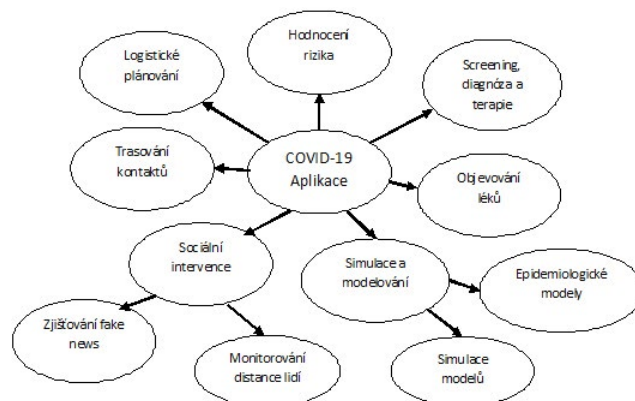 Hodnocení
rizika
Logistické
plánování
Screening,
diagnóza a
terapie
Trasování
kontaktů
COVID-19
Aplikace
Objevování
léků
Sociální
intervence
Simulace a
modelování
Epidemiologické
modely
Zjišťování fake
news
Monitorování
distance lidí
Simulace
modelů